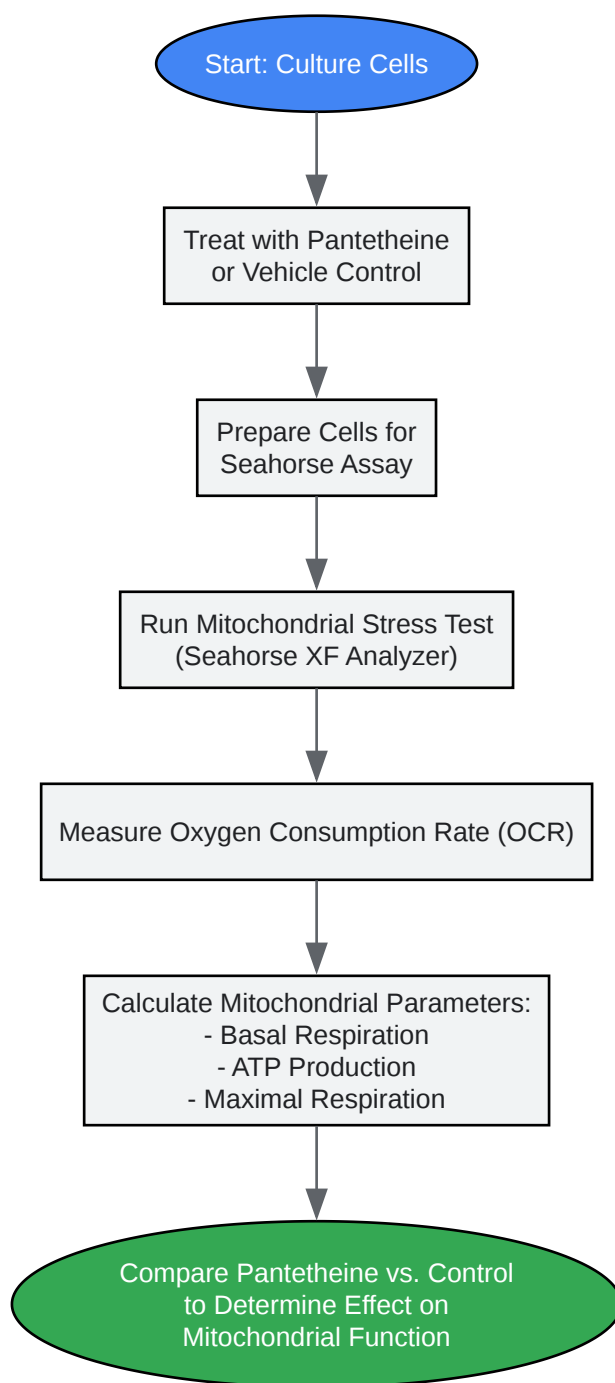 Start: Culture Cells
Treat with Pantetheine
or Vehicle Control
Prepare Cells for
Seahorse Assay
Run Mitochondrial Stress Test
(Seahorse XF Analyzer)
Measure Oxygen Consumption Rate (OCR)
Calculate Mitochondrial Parameters:
- Basal Respiration
- ATP Production
- Maximal Respiration
Compare Pantetheine vs. Control
to Determine Effect on
Mitochondrial Function